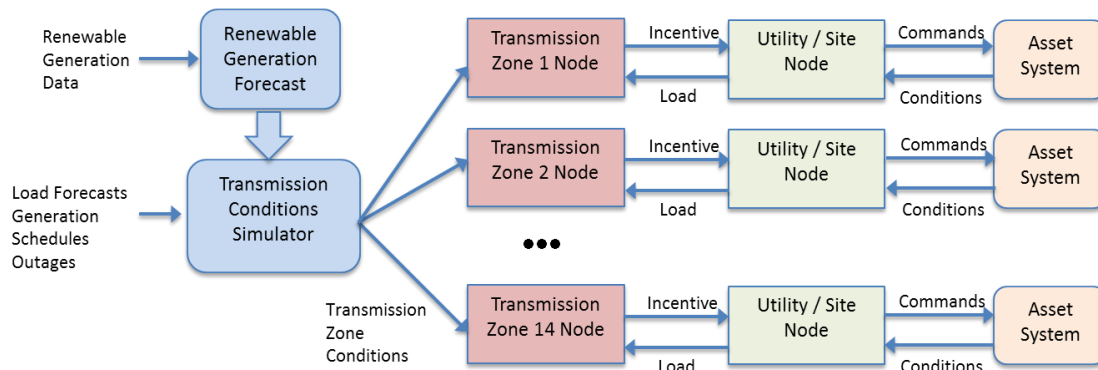 Renewable
Generation
Data
Renewable
Generation
Forecast
Load Forecasts
Generation
Schedules
Outages
Transmission
Conditions
Simulator
Transmission
Zone
Conditions
Transmission
Zone 1 Node
Incentive
Load
Utility / Site
Node
Commands
Conditions
Asset
System
Transmission
Zone 2 Node
Incentive
Load
Utility / Site
Node
Commands
Conditions
Asset
System
•••
Transmission
Zone 14 Node
Incentive
Load
Utility / Site
Node
Commands
Conditions
Asset
System